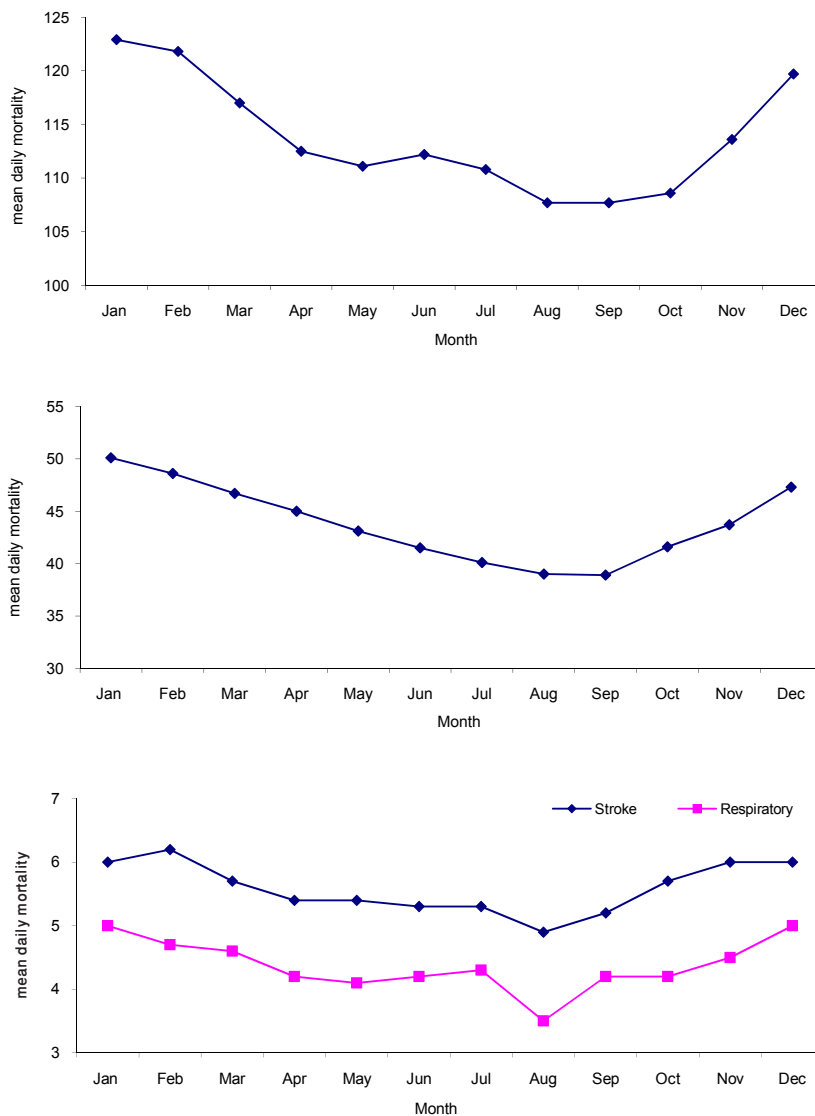 mean daily mortality
125
120
115
110
105
100
Jan Feb Mar Apr May Jun Jul Aug Sep Oct Nov Dec
Month
mean daily mortality
55
50
45
40
35
30
Jan Feb Mar Apr May Jun Jul Aug Sep Oct Nov Dec
Month
mean daily mortality
7
6
5
4
3
Stroke Respiratory
Jan Feb Mar Apr May Jun Jul Aug Sep Oct Nov Dec
Month